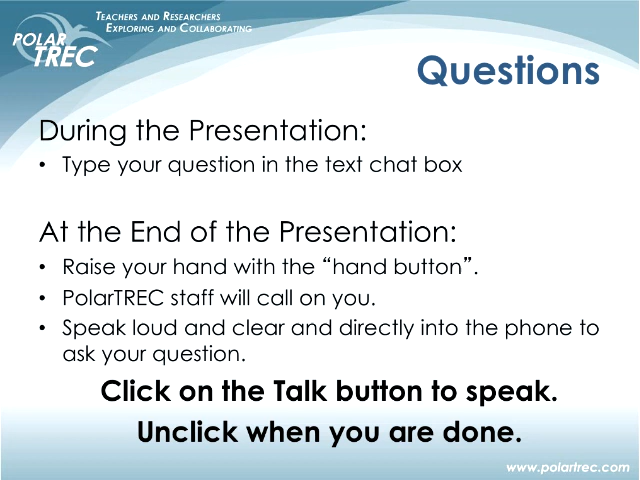 Teachers and Researchers
Exploring and Collaborating
POLAR
TREC
Questions
During the Presentation:
• Type your question in the text chat box
At the End of the Presentation:
• Raise your hand with the “hand button”.
• PolarTREC staff will call on you.
• Speak loud and clear and directly into the phone to
ask your question.
Click on the Talk button to speak.
Unclick when you are done.
www.polartrec.com